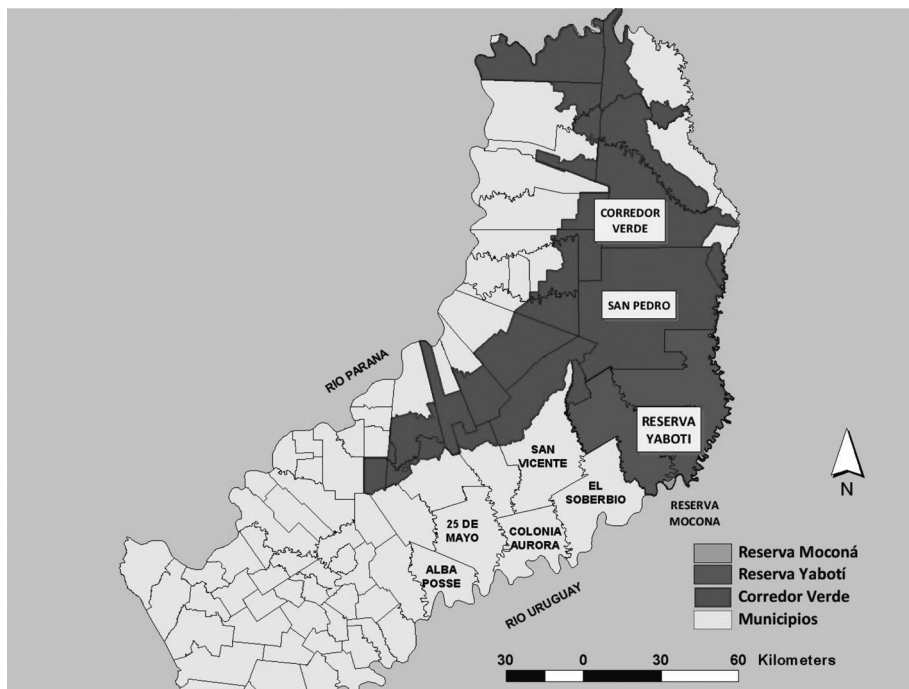 CORREDOR
VERDE
SAN PEDRO
RIO PARANA
RESERVA
YABOTI
SAN
VICENTE
EL
SOBERBIO
RESERVA
MOCONA
N
25 DE
MAYO
COLONIA
AURORA
ALBA
POSSE
RIO URUGUAY
Reserva Moconá
Reserva Yabotí
Corredor Verde
Municipios
30 0 30 60 Kilometers